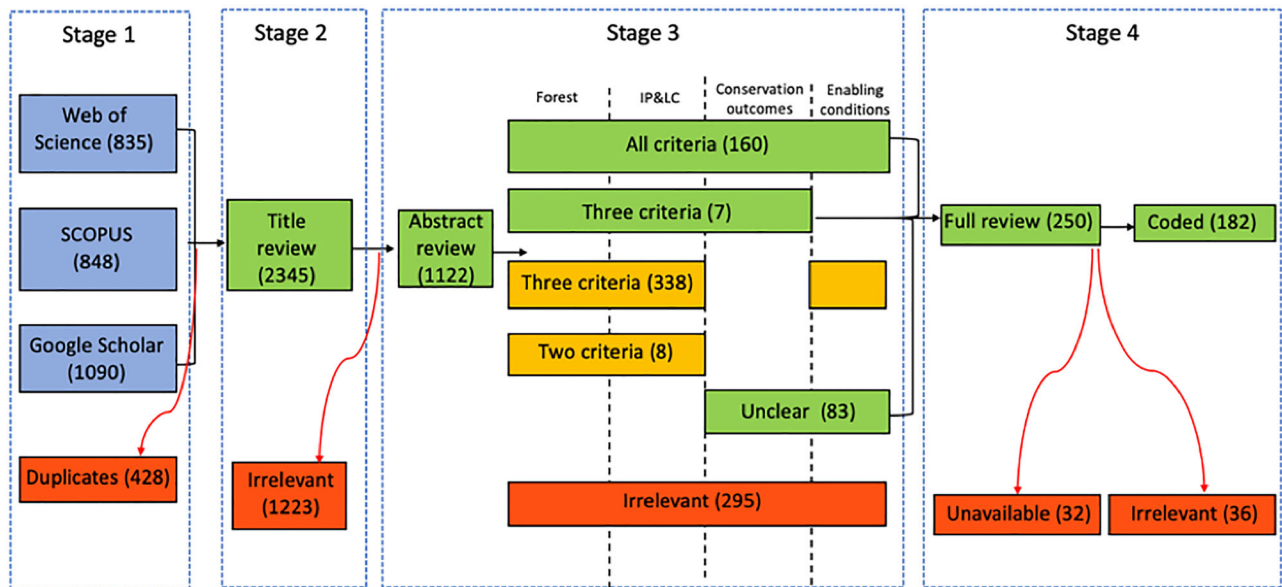 Stage 1
Web of
Science (835)
SCOPUS
(848)
Google Scholar
(1090)
Duplicates (428)
Stage 2
Title
review
(2345)
Irrelevant
(1223)
Stage 3
Abstract
review
(1122)
Forest
IP&LC
Conservation
outcomes
Enabling
conditions
All criteria (160)
Three criteria (7)
Three criteria (338)
Two criteria (8)
Unclear (83)
Irrelevant (295)
Stage 4
Full review (250)
Coded (182)
Unavailable (32)
Irrelevant (36)